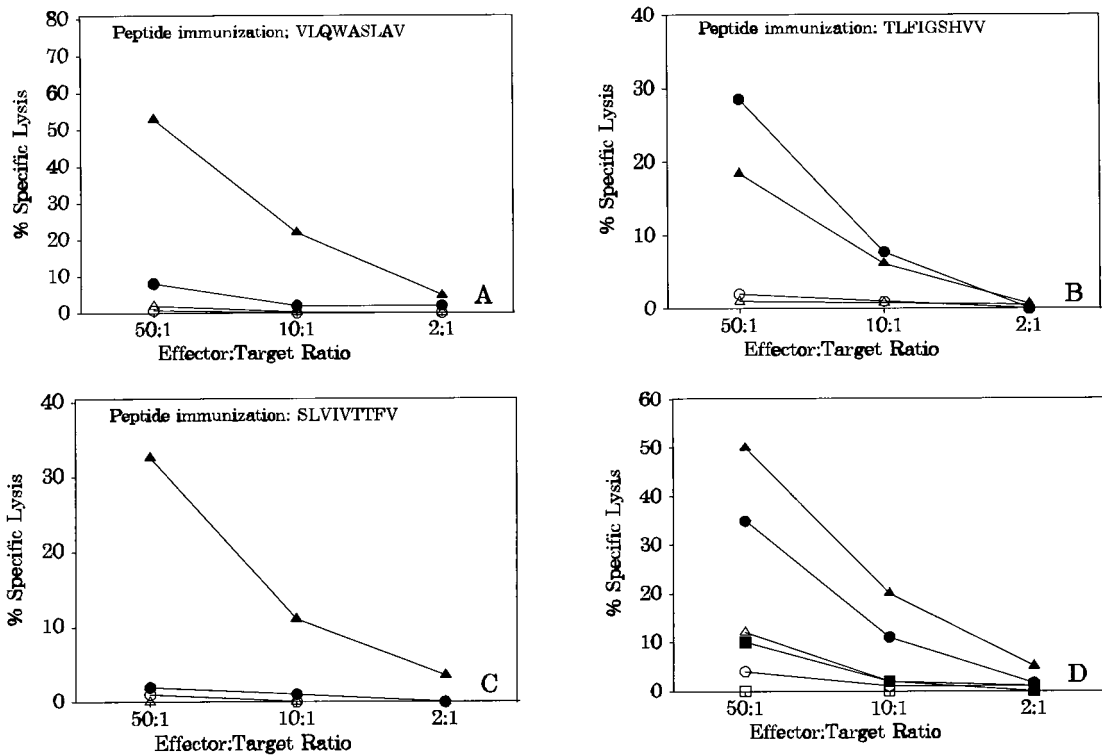 80
Peptide immunization; VLQWASLAV
70
60
50
40
30
20
10
0
% Specific Lysis
A
50:1 10:1 2:1
Effector:Target Ratio
40
Peptide immunization: TLFIGSHVV
30
20
10
0
% Specific Lysis
B
50:1 10:1 2:1
Effector:Target Ratio
40
Peptide immunization: SLVIVTTFV
30
20
10
0
% Specific Lysis
C
50:1 10:1 2:1
Effector:Target Ratio
60
50
40
30
20
10
0
% Specific Lysis
D
50:1 10:1 2:1
Effector:Target Ratio